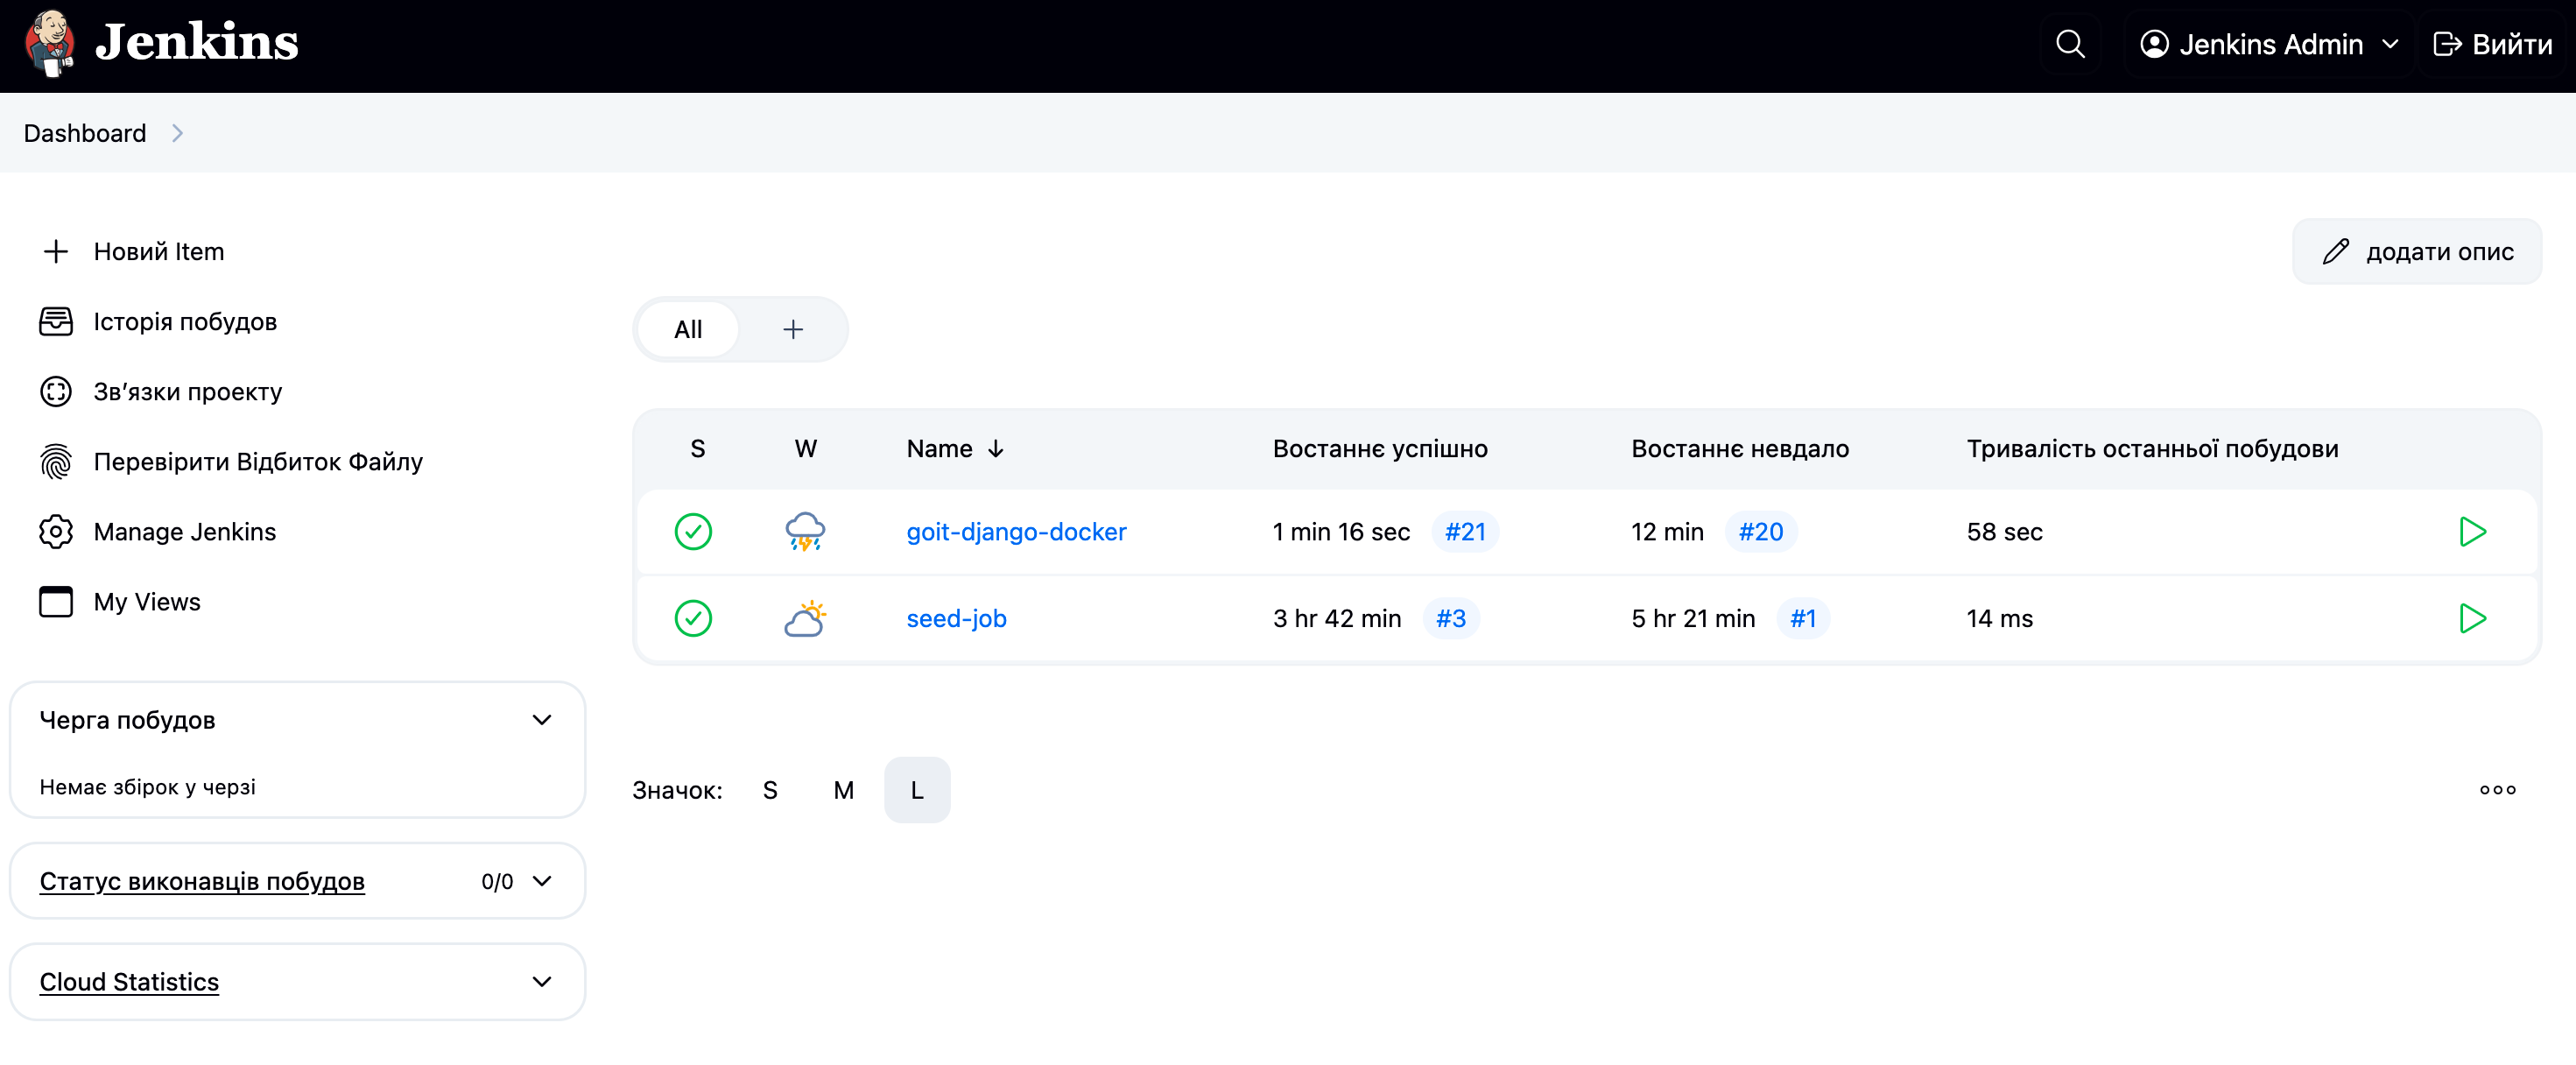 Jenkins
Jenkins Admin
Вийти
Dashboard
Новий Item
Історія побудов
Зв’язки проекту
Перевірити Відбиток Файлу
Manage Jenkins
My Views
Черга побудов
Немає збірок у черзі
Статус виконавців побудов 0/0
Cloud Statistics
додати опис
All +
S W Name ↓ Востаннє успішно Востаннє невдало Тривалість останньої побудови
goit-django-docker 1 min 16 sec #21 12 min #20 58 sec
seed-job 3 hr 42 min #3 5 hr 21 min #1 14 ms
Значок: S M L